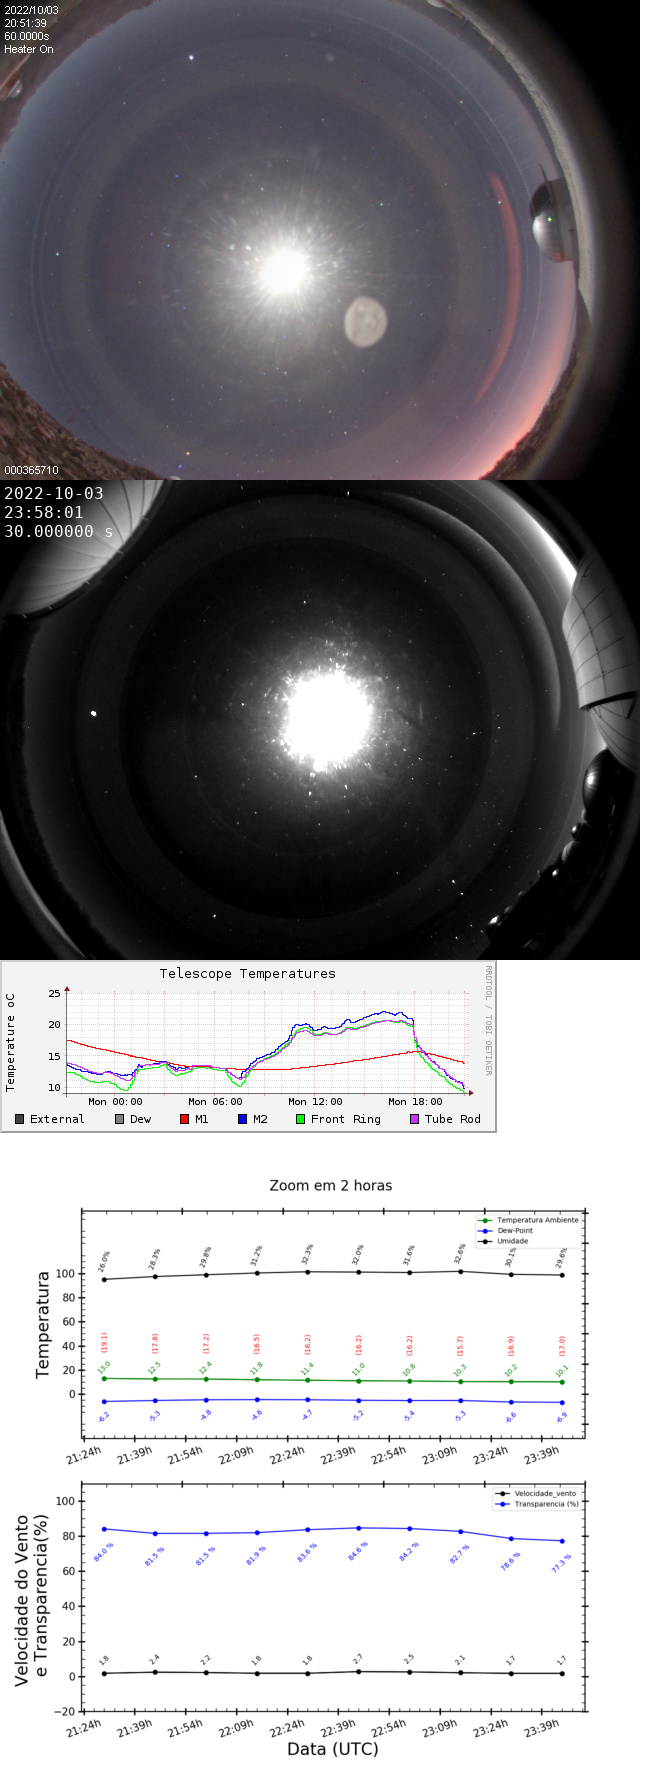 2022/10/03
20:51:39
60.0000s
Heater On
000365710
2022-10-03
23:58:01
30.000000 s
Telescope Temperatures
Temperature oC
25
20
15
10
Mon 00:00 Mon 06:00 Mon 12:00 Mon 18:00
External Dew M1 M2 Front Ring Tube Rod
RRDTOOL / TOBI OETIKER
Zoom em 2 horas
Temperatura Ambiente
Dew-Point
Umidade
Temperatura
100
80
60
40
20
0
26.0% 28.3% 29.8% 31.2% 32.3% 32.0% 31.6% 32.6% 30.1% 29.6%
(19.1) (17.8) (17.2) (16.5) (16.2) (16.2) (16.2) (15.7) (16.9) (17.0)
13.0 12.5 12.4 11.8 11.4 11.0 10.8 10.3 10.2 10.1
-6.2 -5.3 -4.8 -4.6 -4.7 -5.2 -5.4 -5.3 -6.6 -6.9
21:24h 21:39h 21:54h 22:09h 22:24h 22:39h 22:54h 23:09h 23:24h 23:39h
Velocidade_vento
Transparencia (%)
Velocidade do Vento
e Transparencia(%)
100
80
60
40
20
0
−20
84.0 % 81.5 % 81.5 % 81.9 % 83.6 % 84.6 % 84.2 % 82.7 % 78.6 % 77.3 %
1.8 2.4 2.2 1.8 1.8 2.7 2.5 2.1 1.7 1.7
21:24h 21:39h 21:54h 22:09h 22:24h 22:39h 22:54h 23:09h 23:24h 23:39h
Data (UTC)